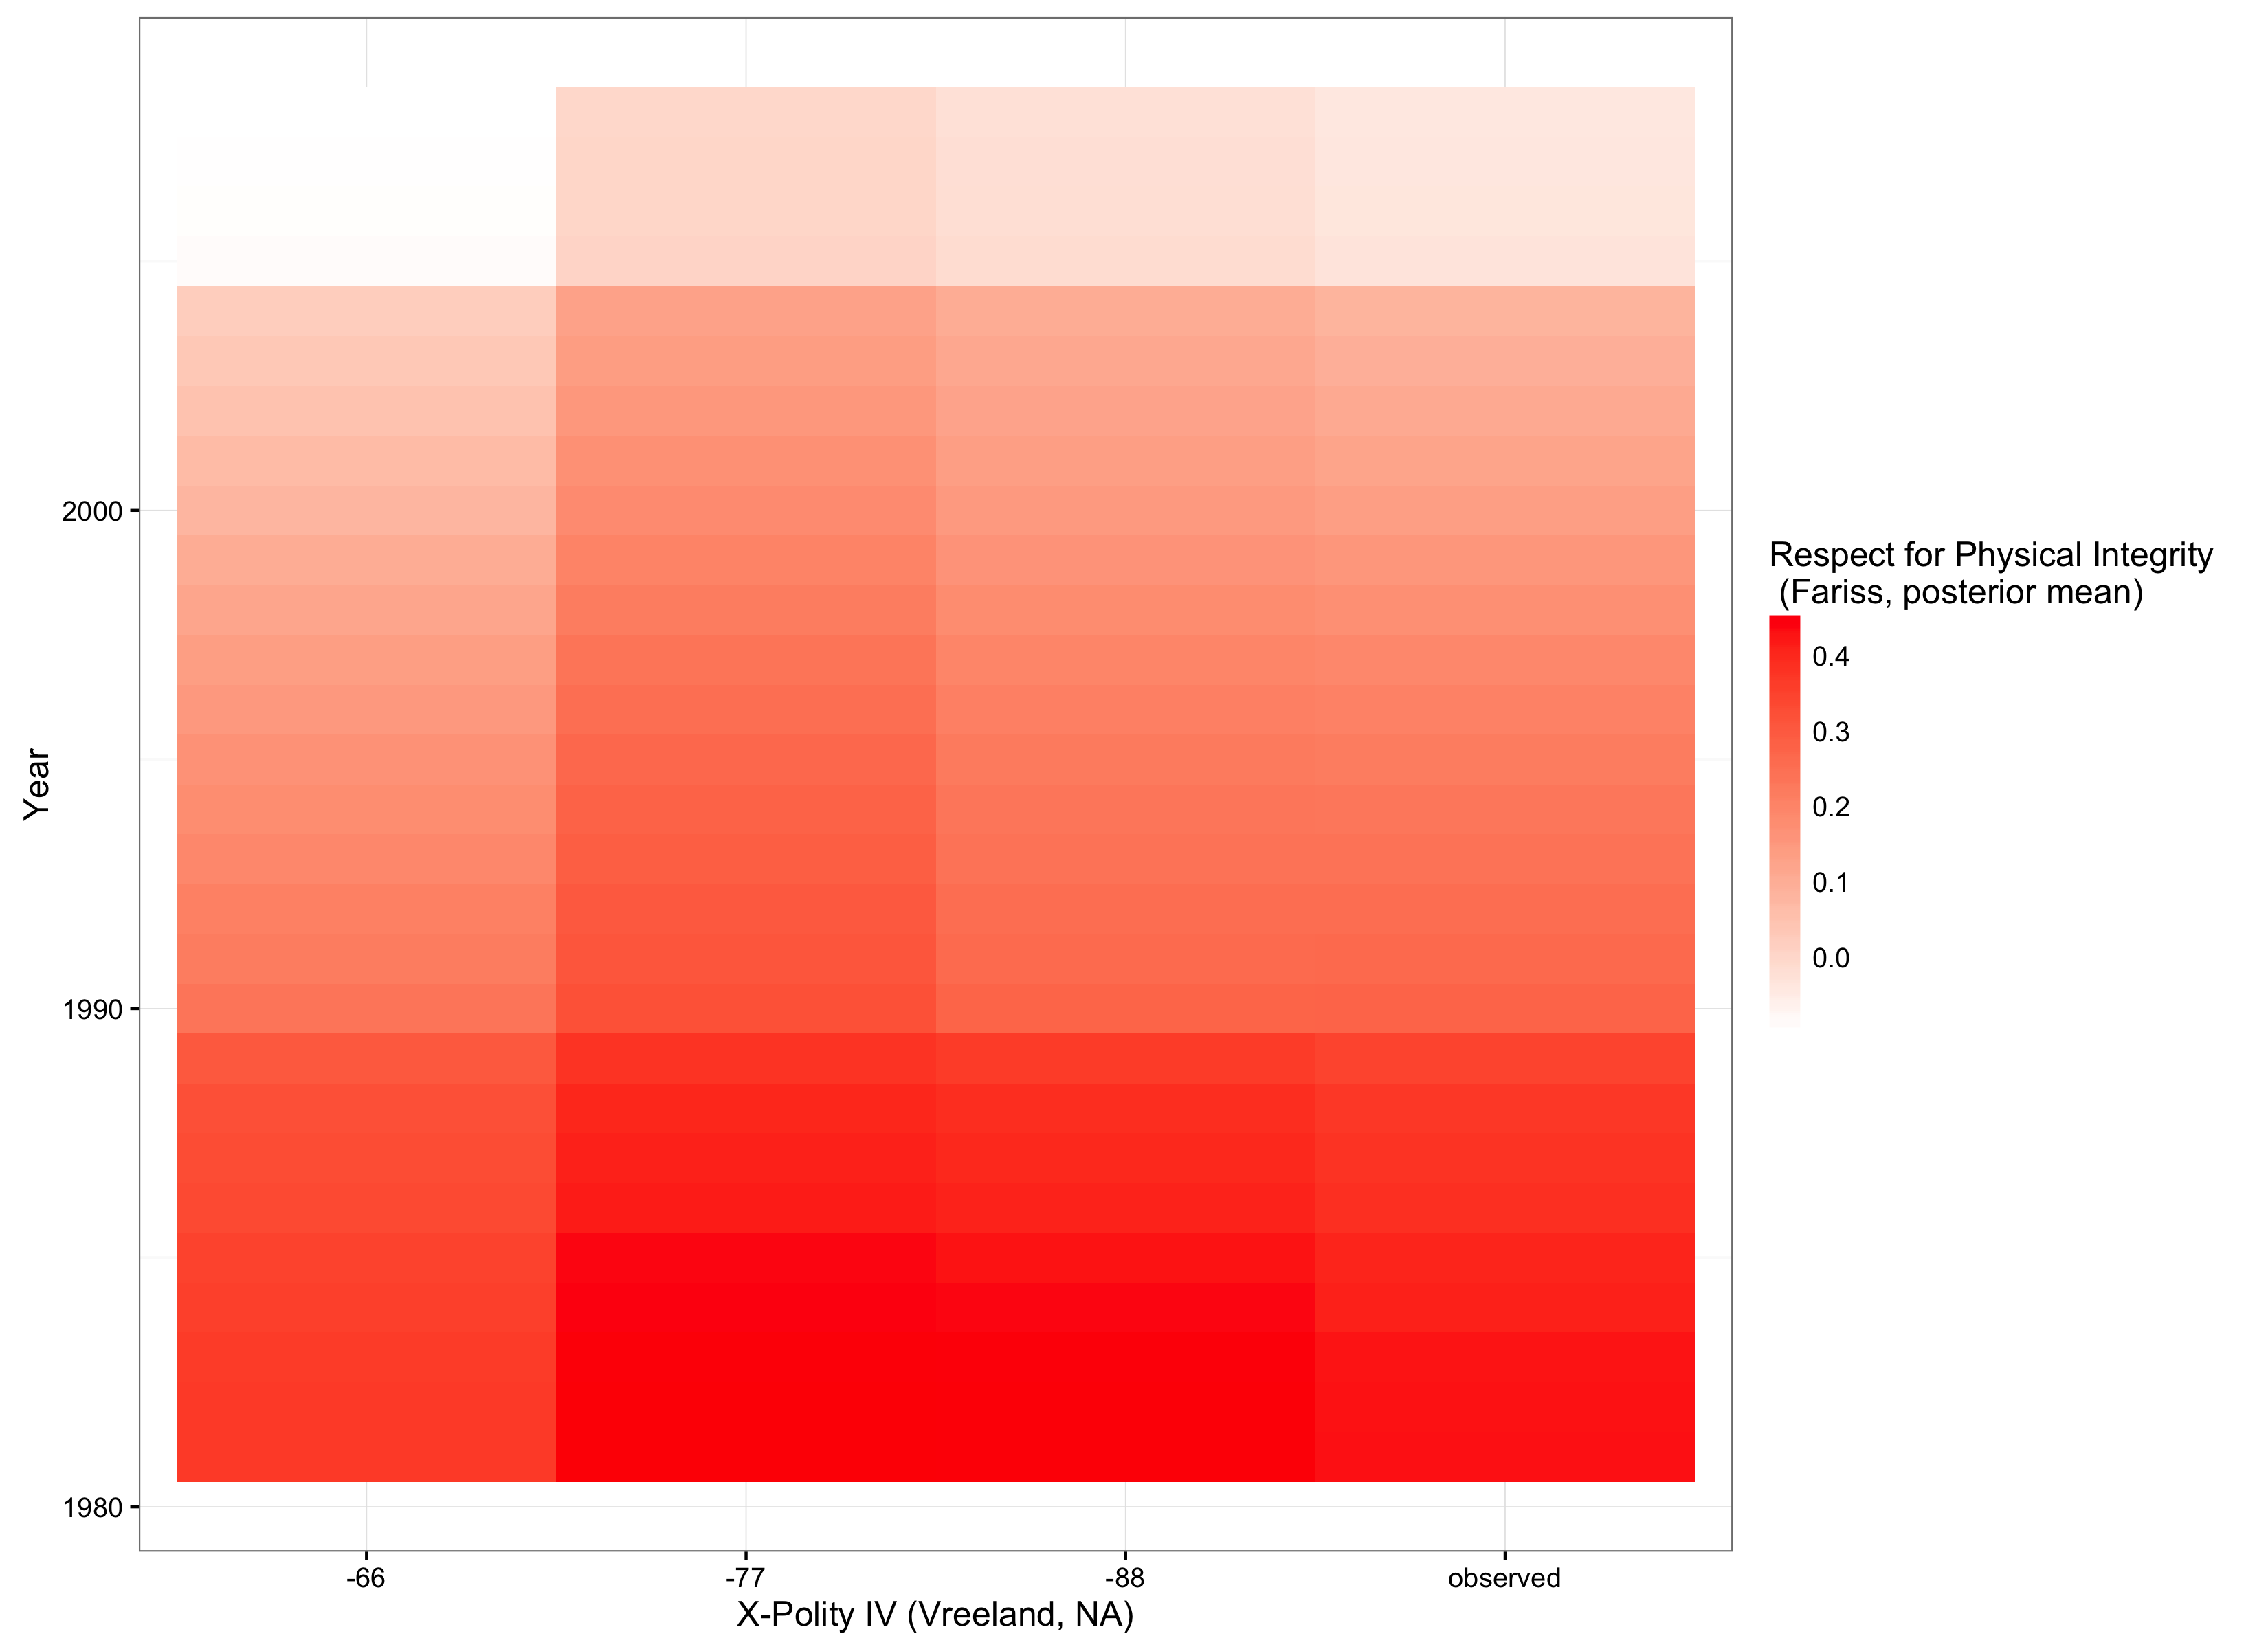 2000
1990
1980
Year
-66
-77
-88
observed
X-Polity IV (Vreeland, NA)
Respect for Physical Integrity
(Fariss, posterior mean)
0.4
0.3
0.2
0.1
0.0